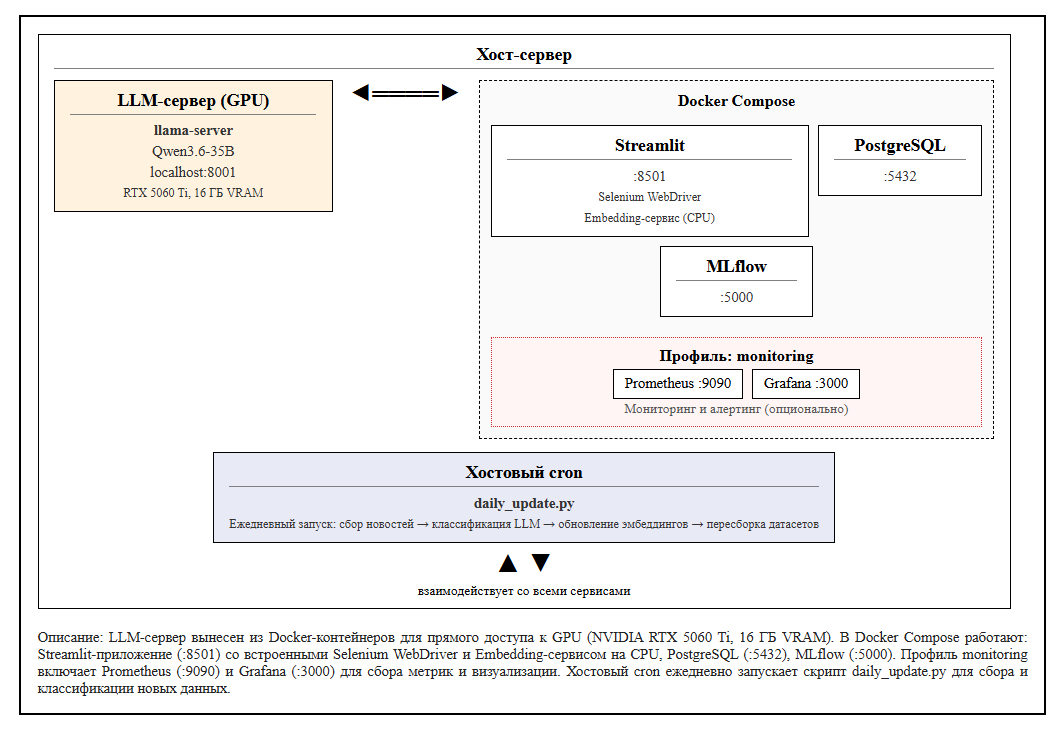 Хост-сервер
LLM-сервер (GPU)
llama-server
Qwen3.6-35B
localhost:8001
RTX 5060 Ti, 16 ГБ VRAM
Docker Compose
Streamlit
:8501
Selenium WebDriver
Embedding-сервис (CPU)
PostgreSQL
:5432
MLflow
:5000
Профиль: monitoring
Prometheus :9090
Grafana :3000
Мониторинг и алертинг (опционально)
Хостовый cron
daily_update.py
Ежедневный запуск: сбор новостей → классификация LLM → обновление эмбеддингов → пересборка датасетов
взаимодействует со всеми сервисами
Описание: LLM-сервер вынесен из Docker-контейнеров для прямого доступа к GPU (NVIDIA RTX 5060 Ti, 16 ГБ VRAM). В Docker Compose работают:
Streamlit-приложение (:8501) со встроенными Selenium WebDriver и Embedding-сервисом на CPU, PostgreSQL (:5432), MLflow (:5000). Профиль monitoring
включает Prometheus (:9090) и Grafana (:3000) для сбора метрик и визуализации. Хостовый cron ежедневно запускает скрипт daily_update.py для сбора и
классификации новых данных.